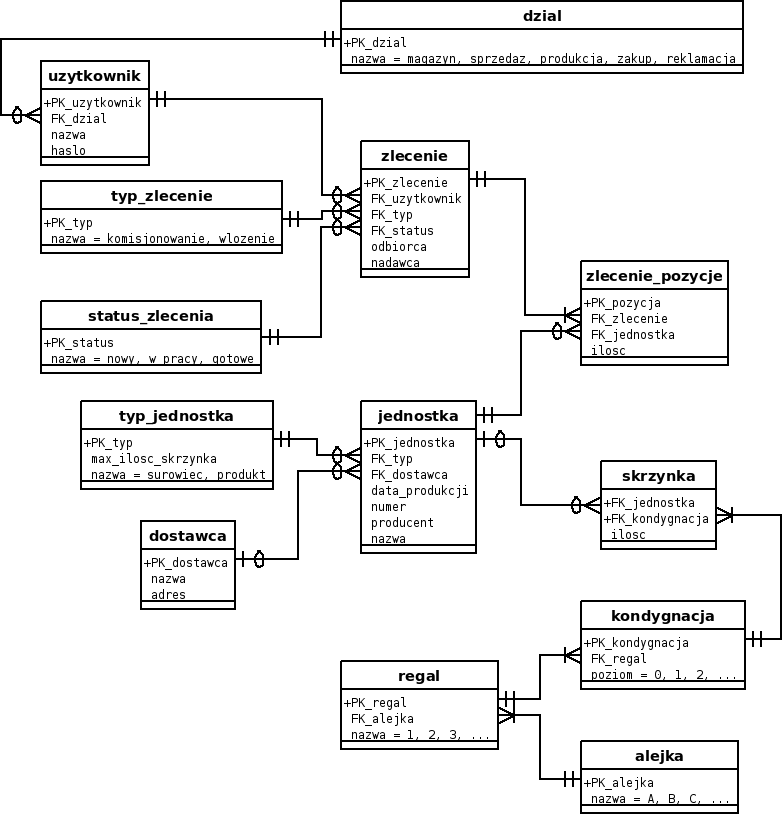 dzial
+PK_dzial
nazwa = magazyn, sprzedaz, produkcja, zakup, reklamacja
uzytkownik
+PK_uzytkownik
FK_dzial
nazwa
haslo
zlecenie
+PK_zlecenie
FK_uzytkownik
FK_typ
FK_status
odbiorca
nadawca
typ_zlecenie
+PK_typ
nazwa = komisjonowanie, wlozenie
zlecenie_pozycje
+PK_pozycja
FK_zlecenie
FK_jednostka
ilosc
status_zlecenia
+PK_status
nazwa = nowy, w pracy, gotowe
typ_jednostka
+PK_typ
max_ilosc_skrzynka
nazwa = surowiec, produkt
jednostka
+PK_jednostka
FK_typ
FK_dostawca
data_produkcji
numer
producent
nazwa
skrzynka
+FK_jednostka
+FK_kondygnacja
ilosc
dostawca
+PK_dostawca
nazwa
adres
kondygnacja
+PK_kondygnacja
FK_regal
poziom = 0, 1, 2, ...
regal
+PK_regal
FK_alejka
nazwa = 1, 2, 3, ...
alejka
+PK_alejka
nazwa = A, B, C, ...